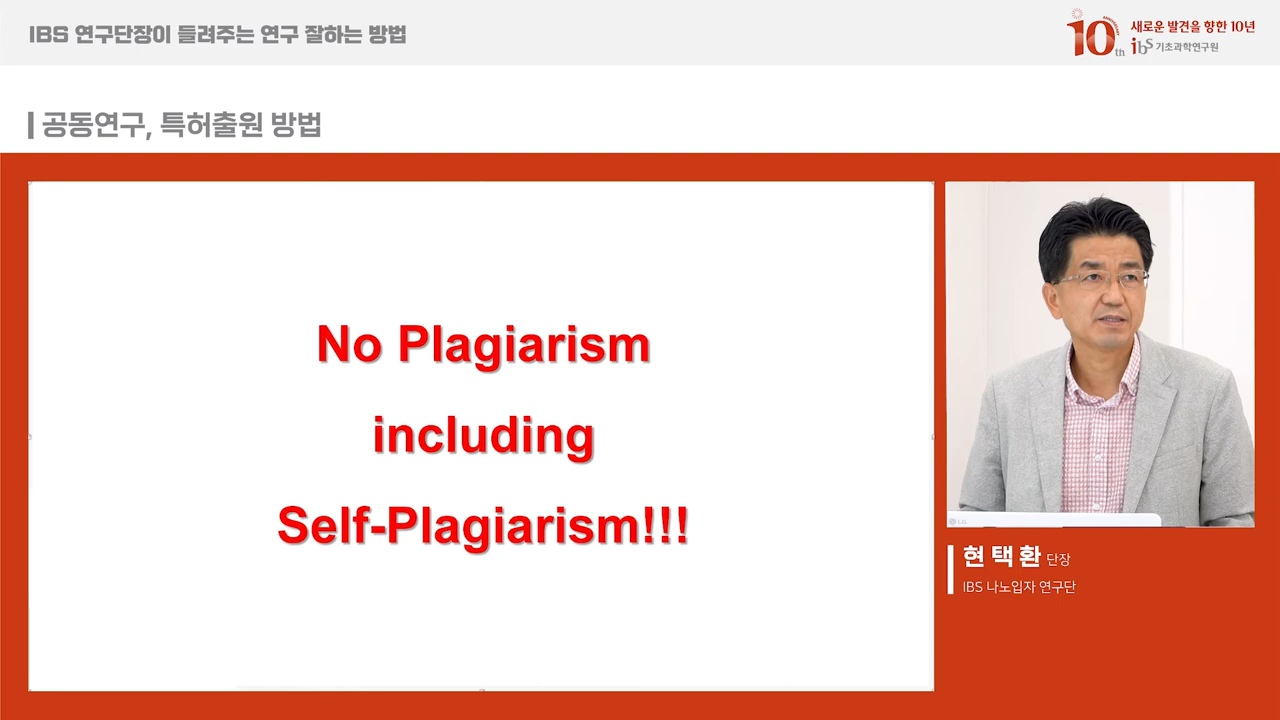 IBS 연구단장이 들려주는 연구 잘하는 방법
10th ANNIVERSARY
새로운 발견을 향한 10년
ibs 기초과학연구원
공동연구, 특허출원 방법
No Plagiarism
including
Self-Plagiarism!!!
LG
현택환 단장
IBS 나노입자 연구단